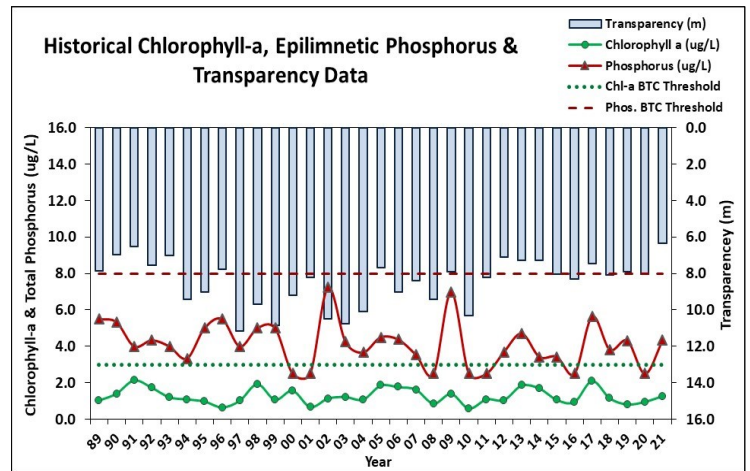 Historical Chlorophyll-a, Epilimnetic Phosphorus &
Transparency Data
Transparency (m)
Chlorophyll a (ug/L)
Phosphorus (ug/L)
Chl-a BTC Threshold
Phos. BTC Threshold
Chlorophyll-a & Total Phosphorus (ug/L)
16.0
14.0
12.0
10.0
8.0
6.0
4.0
2.0
0.0
0.0
2.0
4.0
6.0
8.0
10.0
12.0
14.0
16.0
Transparencey (m)
89 90 91 92 93 94 95 96 97 98 99 00 01 02 03 04 05 06 07 08 09 10 11 12 13 14 15 16 17 18 19 20 21
Year